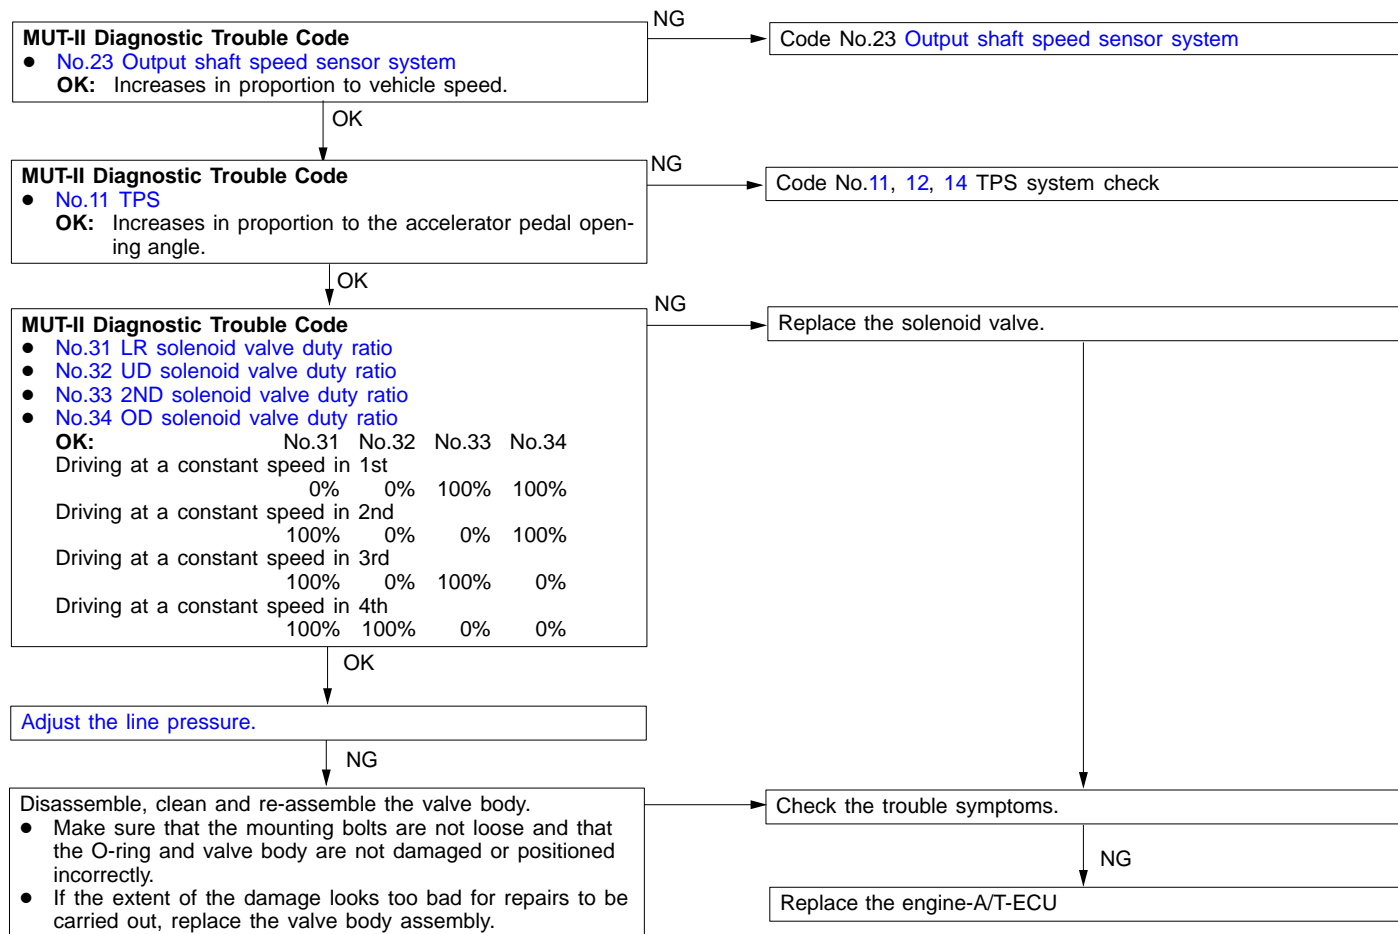 MUT-II Diagnostic Trouble Code
● No.23 Output shaft speed sensor system
OK: Increases in proportion to vehicle speed.
NG
Code No.23 Output shaft speed sensor system
OK
MUT-II Diagnostic Trouble Code
● No.11 TPS
OK: Increases in proportion to the accelerator pedal open-
ing angle.
NG
Code No.11, 12, 14 TPS system check
OK
MUT-II Diagnostic Trouble Code
● No.31 LR solenoid valve duty ratio
● No.32 UD solenoid valve duty ratio
● No.33 2ND solenoid valve duty ratio
● No.34 OD solenoid valve duty ratio
OK: No.31 No.32 No.33 No.34
Driving at a constant speed in 1st
0% 0% 100% 100%
Driving at a constant speed in 2nd
100% 0% 0% 100%
Driving at a constant speed in 3rd
100% 0% 100% 0%
Driving at a constant speed in 4th
100% 100% 0% 0%
NG
Replace the solenoid valve.
OK
Adjust the line pressure.
NG
Disassemble, clean and re-assemble the valve body.
● Make sure that the mounting bolts are not loose and that
the O-ring and valve body are not damaged or positioned
incorrectly.
● If the extent of the damage looks too bad for repairs to be
carried out, replace the valve body assembly.
Check the trouble symptoms.
NG
Replace the engine-A/T-ECU